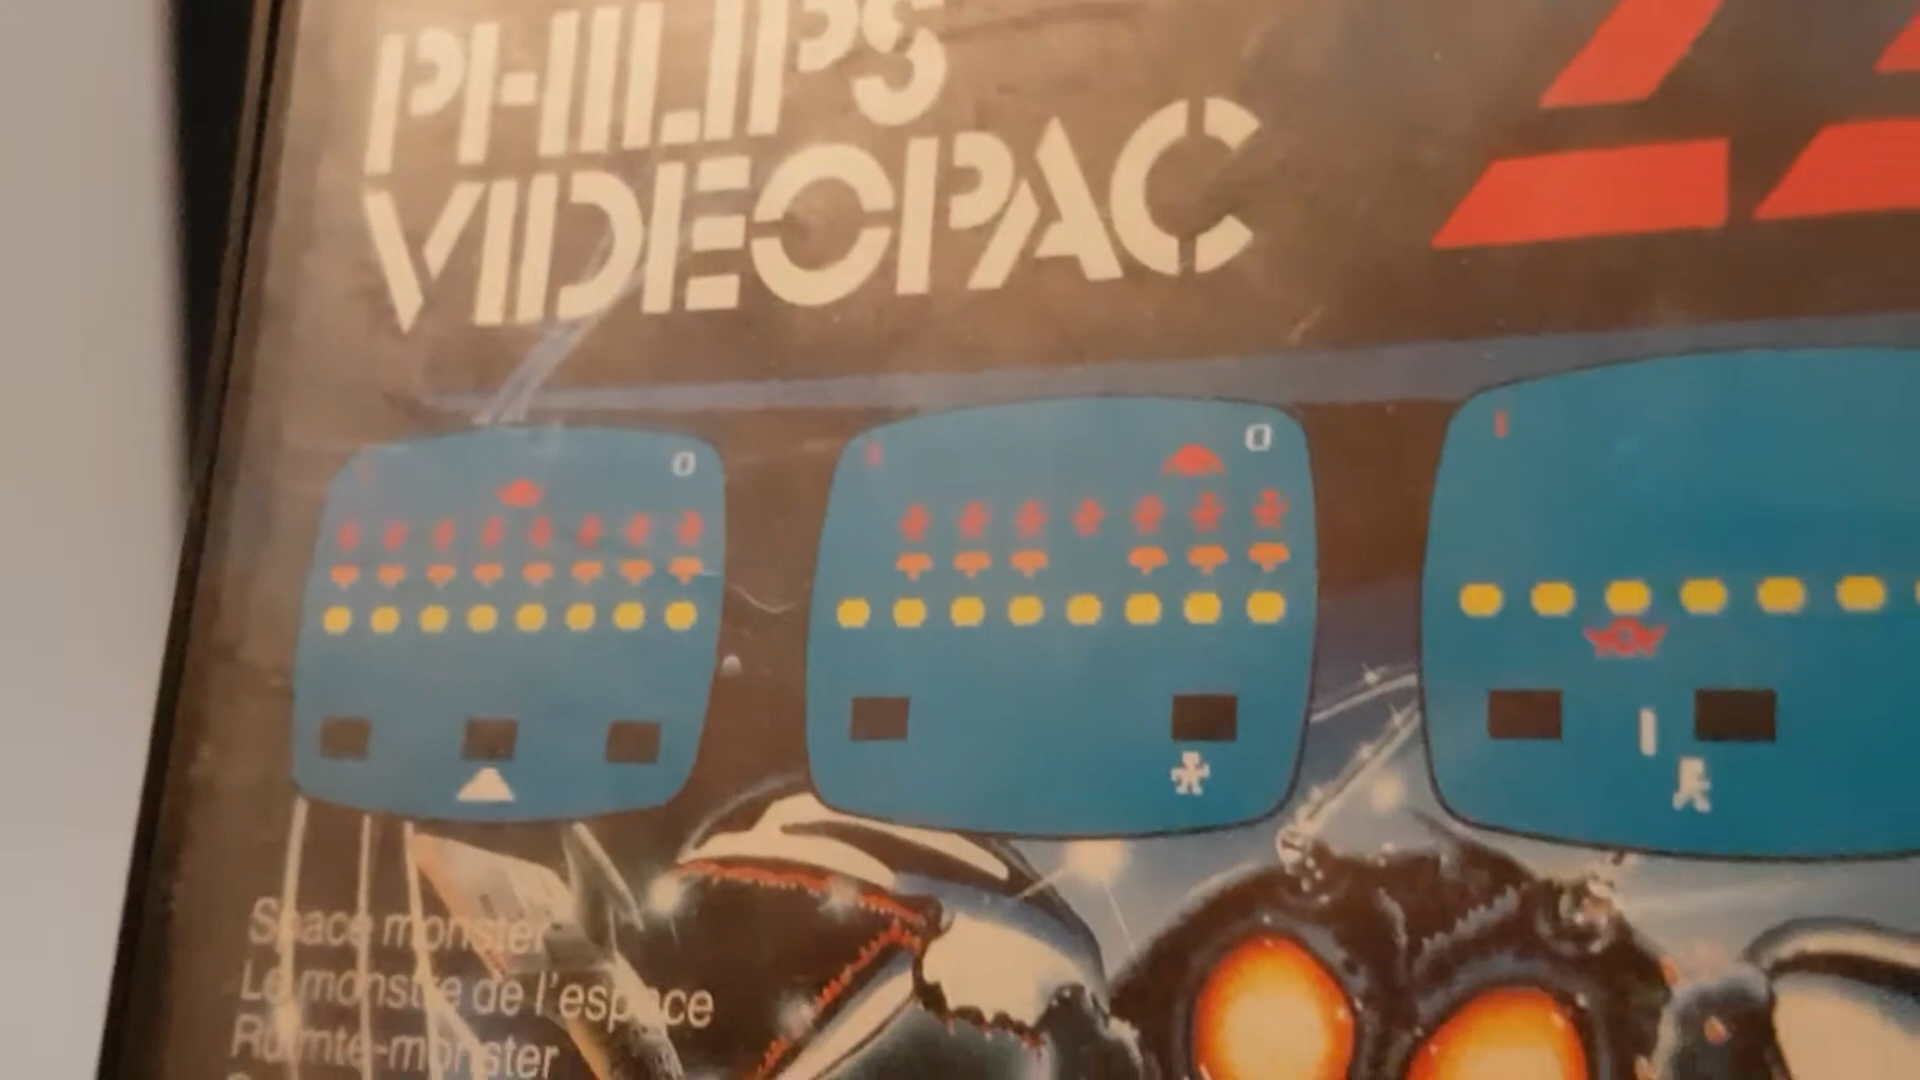 PHILIPS
VIDEOPAC
0
0
Space monster
Le monstre de l'espace
Ruimte-monster